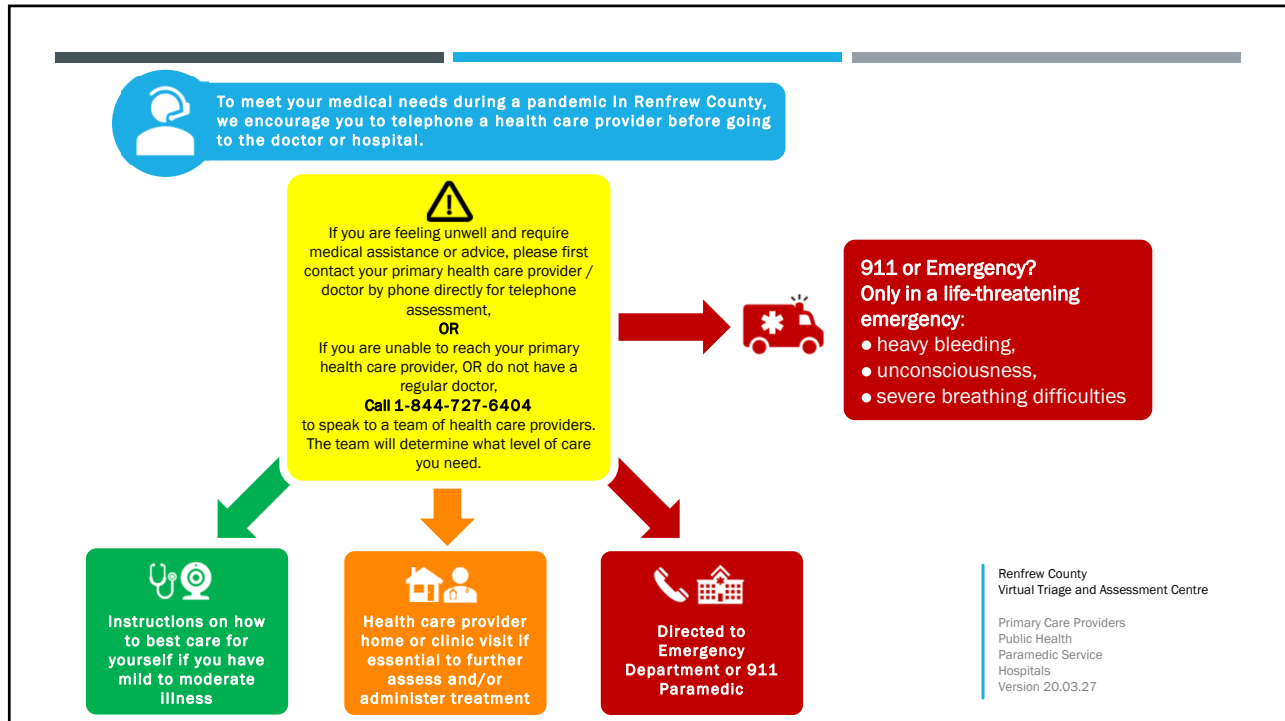 To meet your medical needs during a pandemic In Renfrew County,
we encourage you to telephone a health care provider before going
to the doctor or hospital.
If you are feeling unwell and require
medical assistance or advice, please first
contact your primary health care provider /
doctor by phone directly for telephone
assessment,
OR
If you are unable to reach your primary
health care provider, OR do not have a
regular doctor,
Call 1-844-727-6404
to speak to a team of health care providers.
The team will determine what level of care
you need.
911 or Emergency?
Only in a life-threatening
emergency:
● heavy bleeding,
● unconsciousness,
● severe breathing difficulties
Instructions on how
to best care for
yourself if you have
mild to moderate
illness
Health care provider
home or clinic visit if
essential to further
assess and/or
administer treatment
Directed to
Emergency
Department or 911
Paramedic
Renfrew County
Virtual Triage and Assessment Centre
Primary Care Providers
Public Health
Paramedic Service
Hospitals
Version 20.03.27